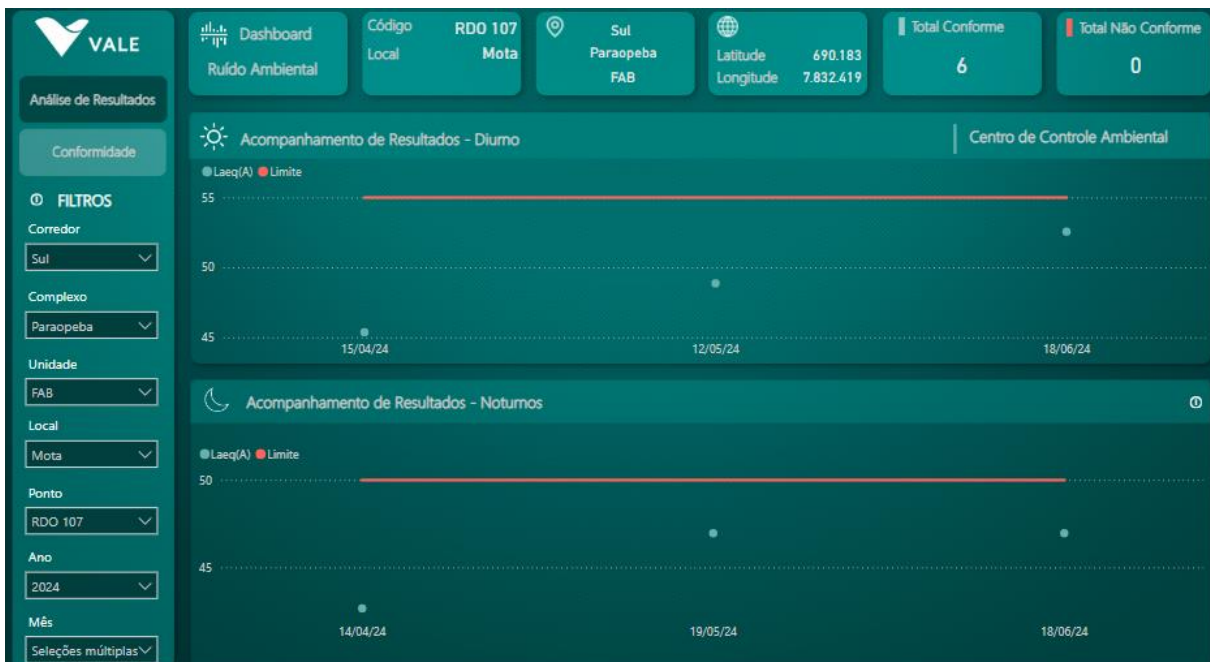 VALE
Análise de Resultados
Conformidade
FILTROS
Corredor
Sul
Complexo
Paraopeba
Unidade
FAB
Local
Mota
Ponto
RDO 107
Ano
2024
Mês
Seleções múltiplas
Dashboard
Ruído Ambiental
Código RDO 107
Local Mota
Sul
Paraopeba
FAB
Latitude 690.183
Longitude 7.832.419
Total Conforme
6
Total Não Conforme
0
Acompanhamento de Resultados - Diurno
Centro de Controle Ambiental
Laeq(A) Limite
55
50
45
15/04/24 12/05/24 18/06/24
Acompanhamento de Resultados - Noturnos
Laeq(A) Limite
50
45
14/04/24 19/05/24 18/06/24